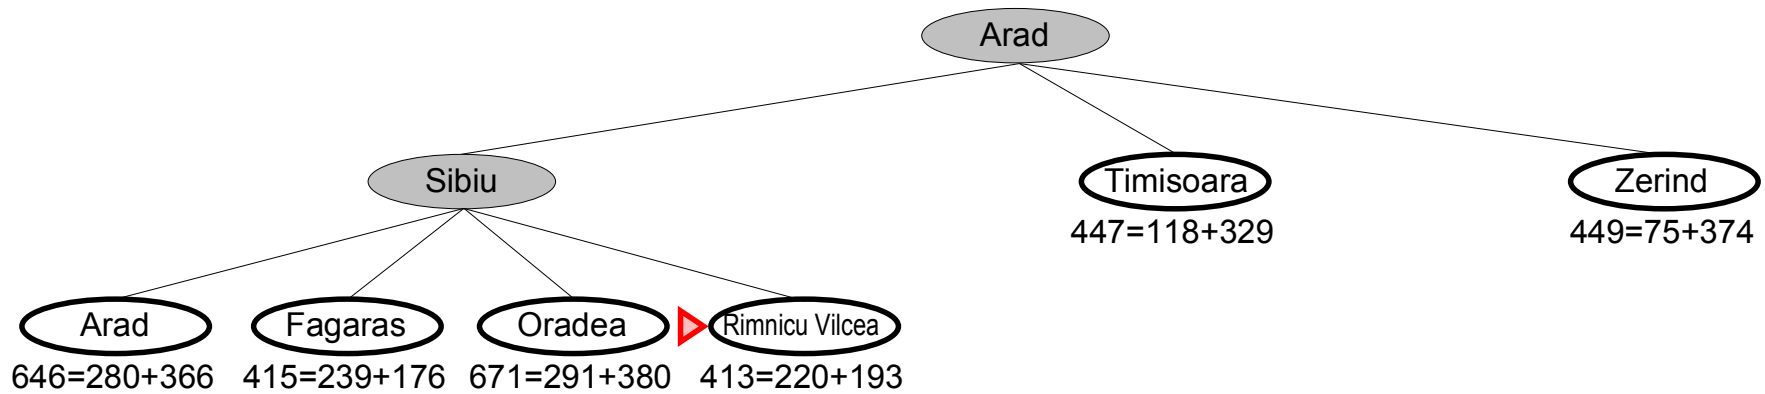 Arad
Sibiu
Timisoara
Zerind
447=118+329
449=75+374
Arad
Fagaras
Oradea
Rimnicu Vilcea
646=280+366
415=239+176
671=291+380
413=220+193